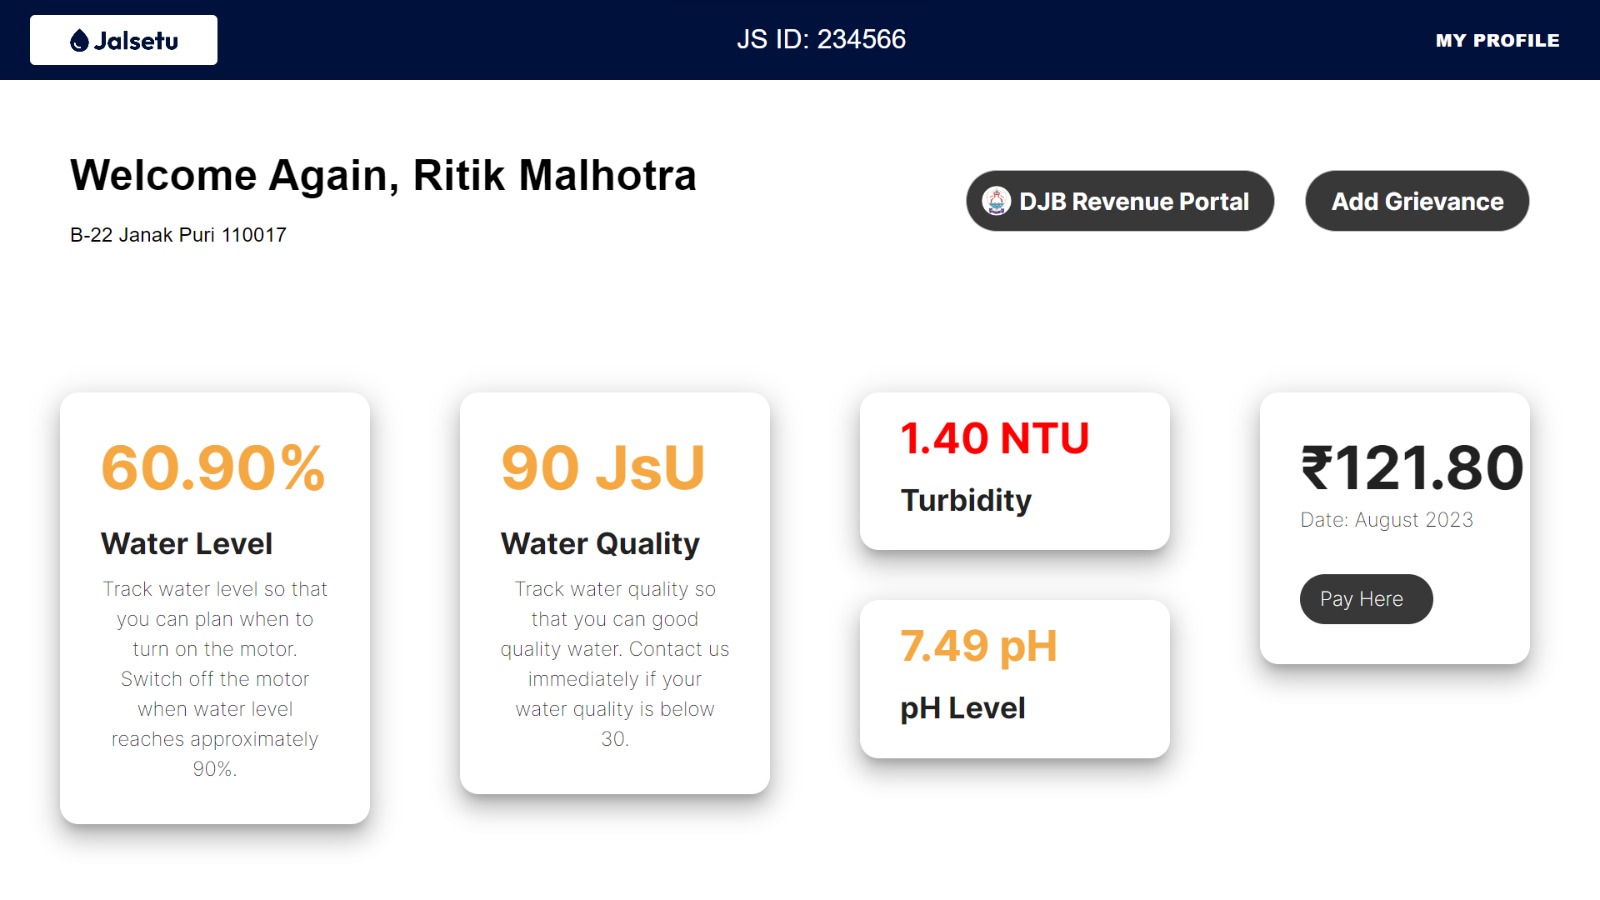 Jalsetu
JS ID: 234566
MY PROFILE
Welcome Again, Ritik Malhotra
B-22 Janak Puri 110017
DJB Revenue Portal
Add Grievance
60.90%
Water Level
Track water level so that
you can plan when to
turn on the motor.
Switch off the motor
when water level
reaches approximately
90%.
90 JsU
Water Quality
Track water quality so
that you can good
quality water. Contact us
immediately if your
water quality is below
30.
1.40 NTU
Turbidity
7.49 pH
pH Level
₹121.80
Date: August 2023
Pay Here